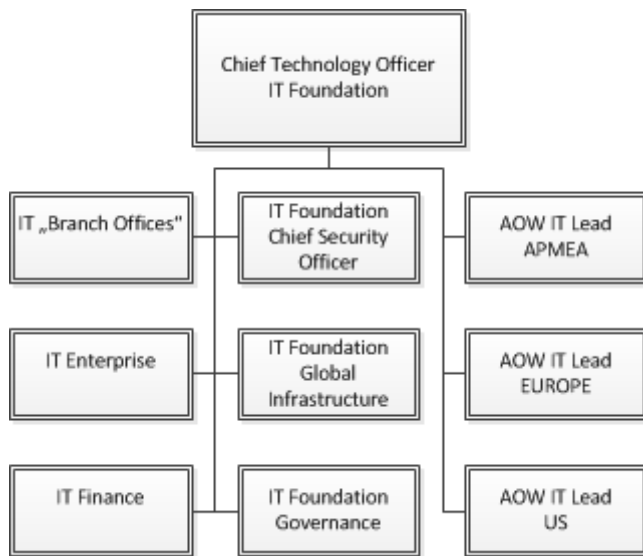 Chief Technology Officer
IT Foundation
IT „Branch Offices"
IT Foundation
Chief Security
Officer
AOW IT Lead
APMEA
IT Enterprise
IT Foundation
Global
Infrastructure
AOW IT Lead
EUROPE
IT Finance
IT Foundation
Governance
AOW IT Lead
US